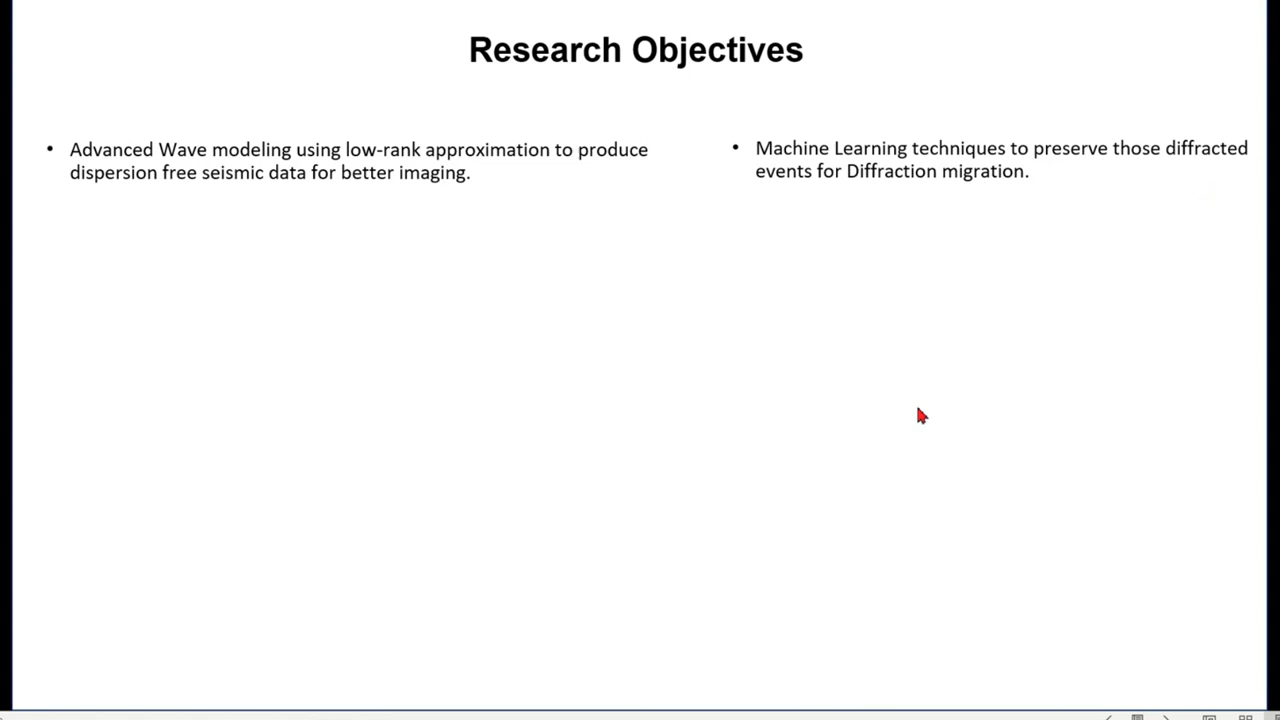 Research Objectives
• Advanced Wave modeling using low-rank approximation to produce
dispersion free seismic data for better imaging.
• Machine Learning techniques to preserve those diffracted
events for Diffraction migration.